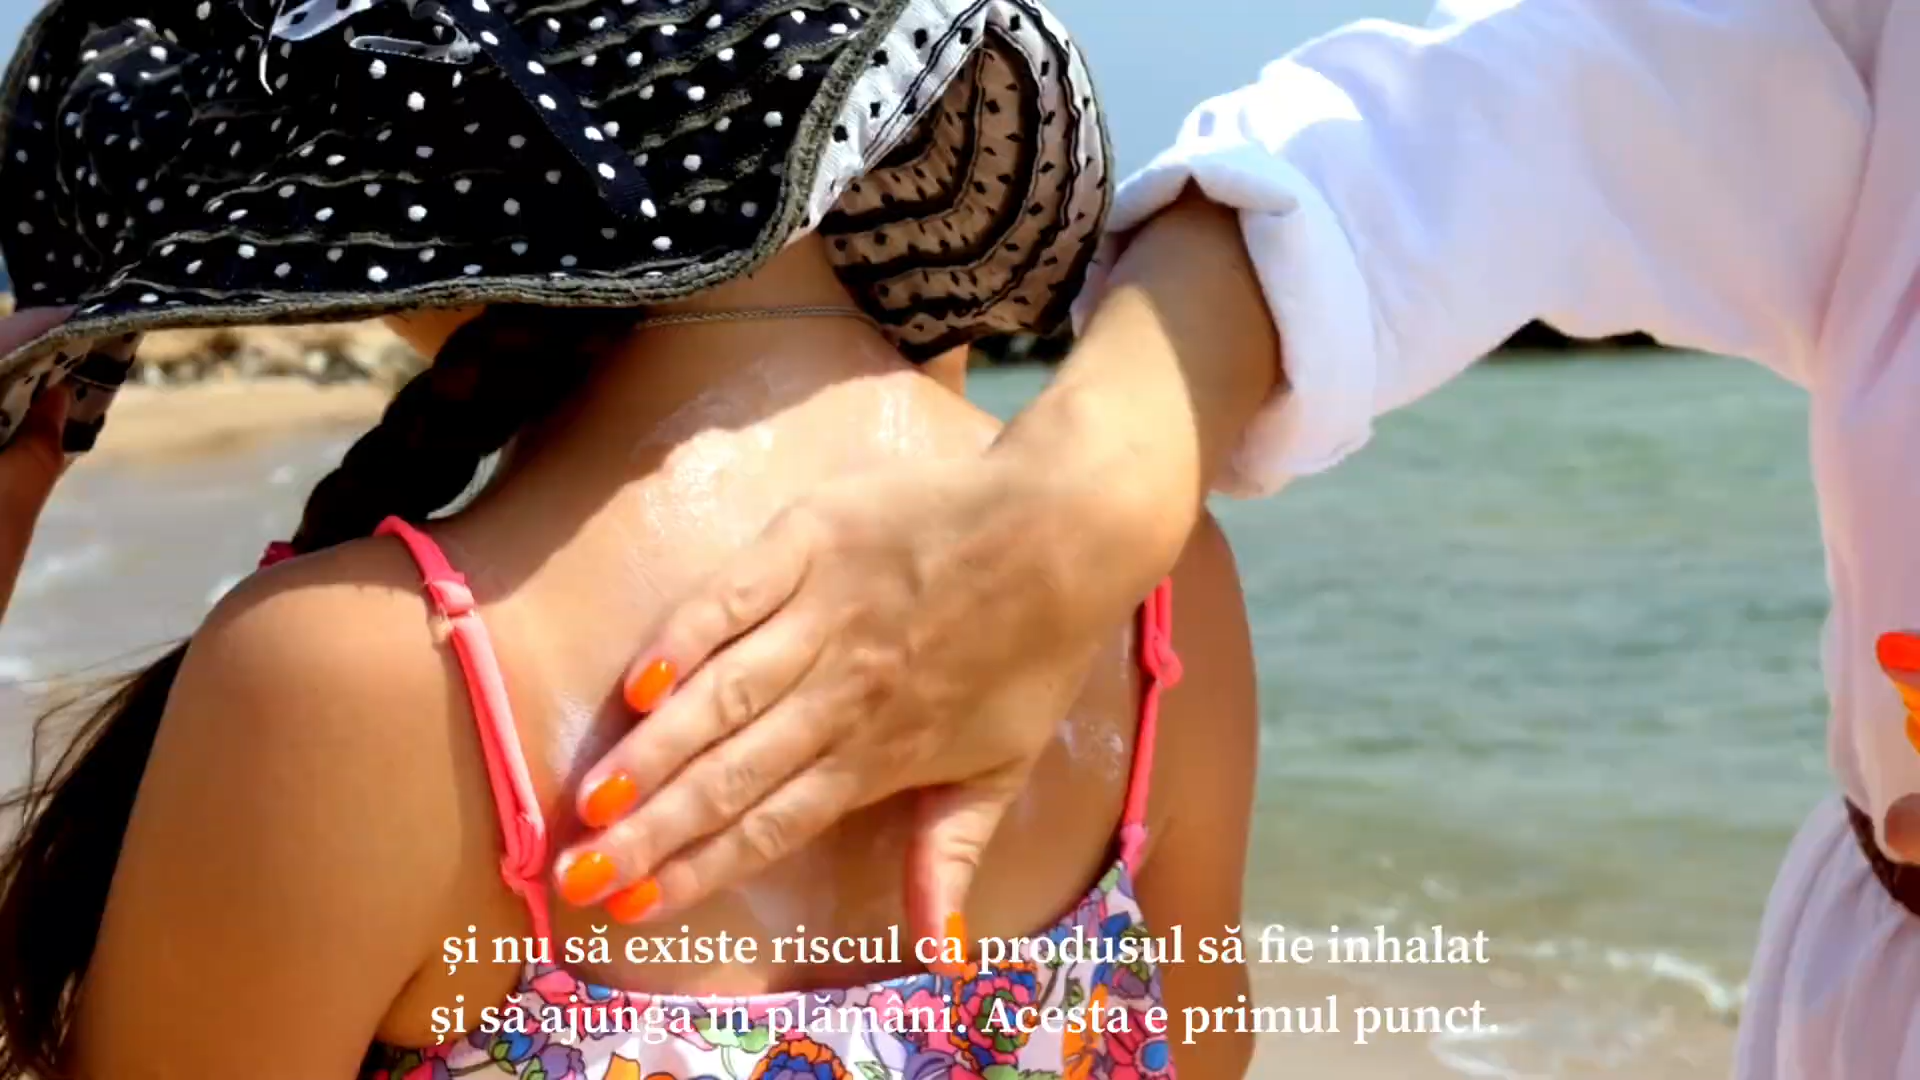 și nu să existe riscul ca produsul să fie inhalat
și să ajungă în plămâni. Acesta e primul punct.